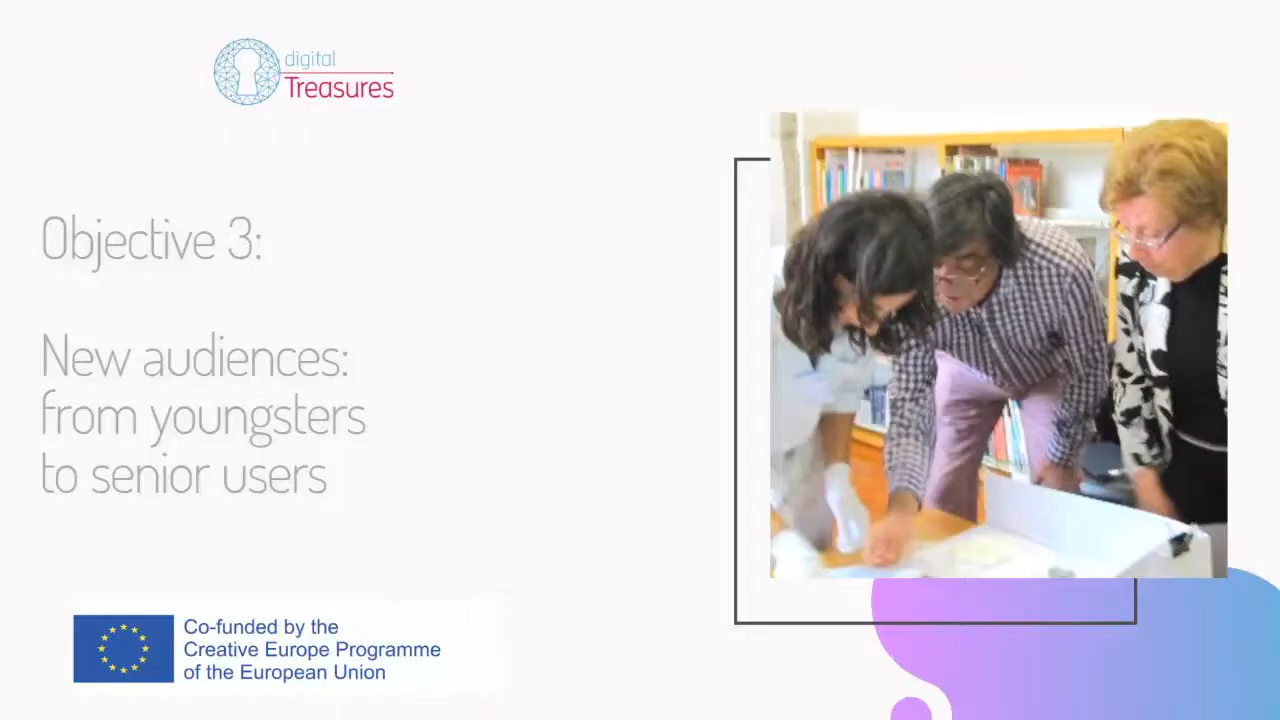 digital
Treasures
Objective 3:
New audiences:
from youngsters
to senior users
Co-funded by the
Creative Europe Programme
of the European Union